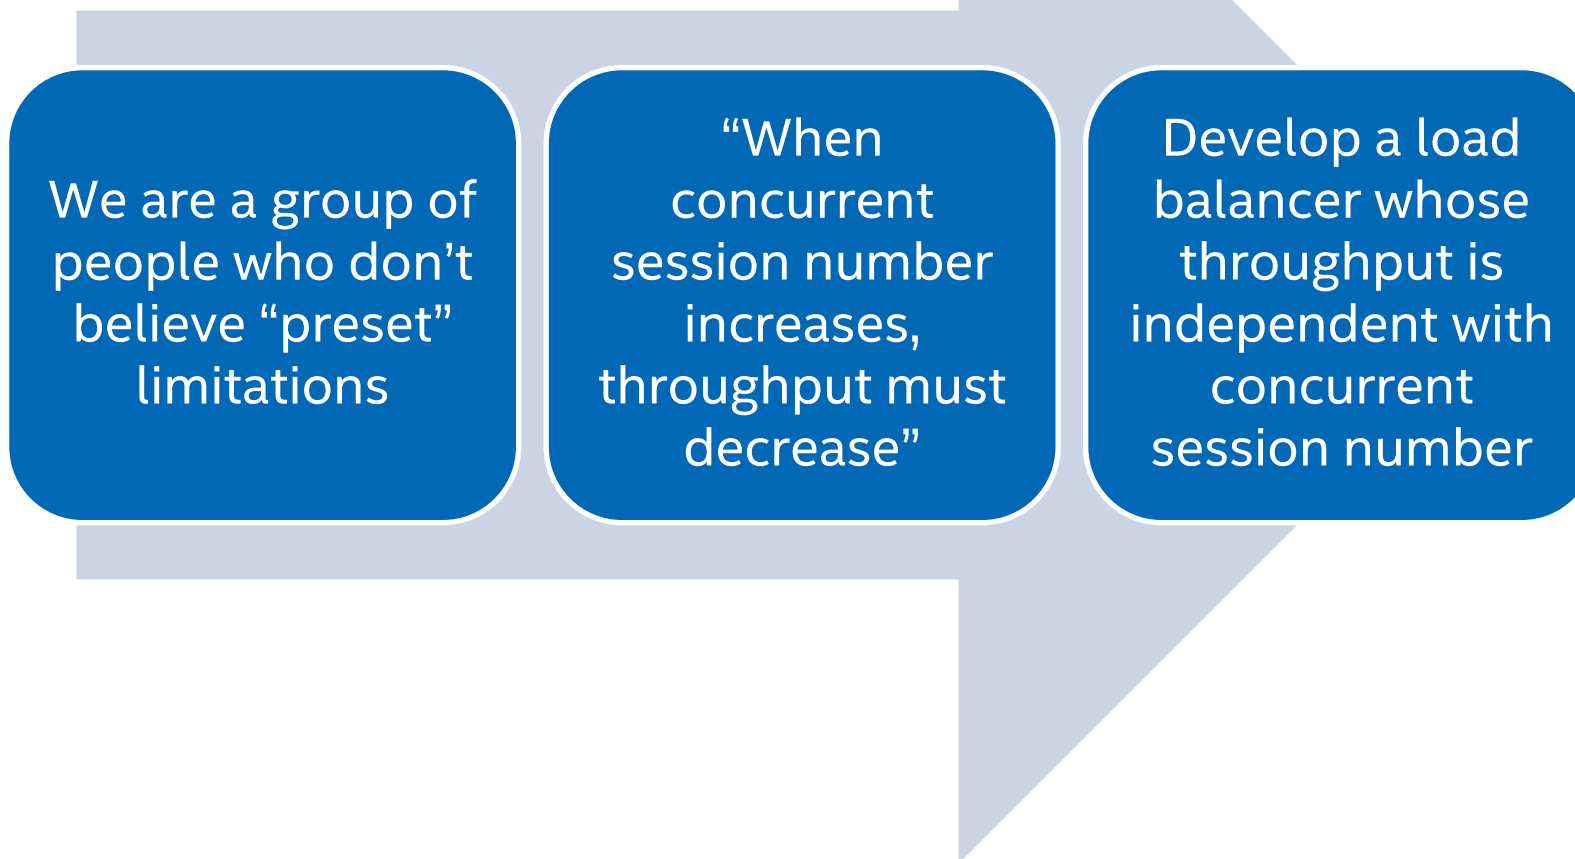 We are a group of
people who don’t
believe “preset”
limitations
“When
concurrent
session number
increases,
throughput must
decrease”
Develop a load
balancer whose
throughput is
independent with
concurrent
session number